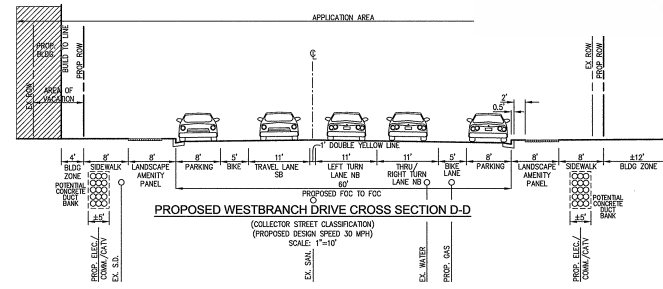 APPLICATION AREA
PROP. BLDG
BUILD TO LINE
PROP ROW
EX ROW
AREA OF VACATION
℄
EX ROW
PROP ROW
2'
0.5'
1' DOUBLE YELLOW LINE
4' 8' 8' 8' 5' 11' 11' 11' 5' 8' 8' 8' ±12'
BLDG ZONE
SIDEWALK
LANDSCAPE AMENITY PANEL
PARKING
BIKE
TRAVEL LANE SB
LEFT TURN LANE NB
THRU/ RIGHT TURN LANE NB
BIKE LANE
PARKING
LANDSCAPE AMENITY PANEL
SIDEWALK
BLDG ZONE
60'
PROPOSED FOC TO FOC
POTENTIAL CONCRETE DUCT BANK
±5'
POTENTIAL CONCRETE DUCT BANK
±5'
PROPOSED WESTBRANCH DRIVE CROSS SECTION D-D
(COLLECTOR STREET CLASSIFICATION)
(PROPOSED DESIGN SPEED 30 MPH)
SCALE: 1"=10'
PROP. ELEC./ COMM./CATV
EX. S.D.
EX. SAN.
EX. WATER
PROP. GAS
PROP. ELEC./ COMM./CATV